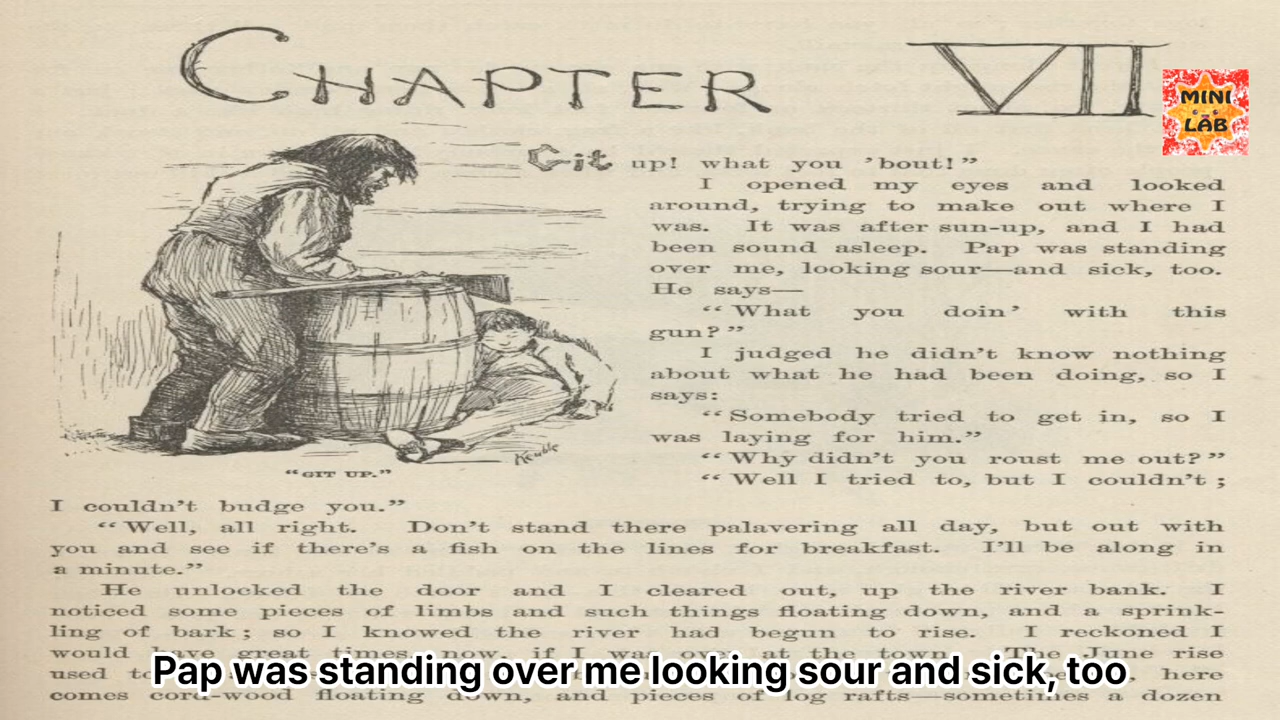 CHAPTER VII
MINI
LAB
Git up! what you ’bout!”
I opened my eyes and looked
around, trying to make out where I
was. It was after sun-up, and I had
been sound asleep. Pap was standing
over me, looking sour—and sick, too.
He says—
“What you doin’ with this
gun?”
I judged he didn’t know nothing
about what he had been doing, so I
says:
“Somebody tried to get in, so I
was laying for him.”
“Why didn’t you roust me out?”
“Well I tried to, but I couldn’t;
Kemble
“GIT UP.”
I couldn’t budge you.”
“Well, all right. Don’t stand there palavering all day, but out with
you and see if there’s a fish on the lines for breakfast. I’ll be along in
a minute.”
He unlocked the door and I cleared out, up the river bank. I
noticed some pieces of limbs and such things floating down, and a sprink-
ling of bark; so I knowed the river had begun to rise. I reckoned I
would have great times, now, if I was over at the town. The June rise
used here
comes cord-wood floating down, and pieces of log rafts—sometimes a dozen
Pap was standing over me looking sour and sick, too